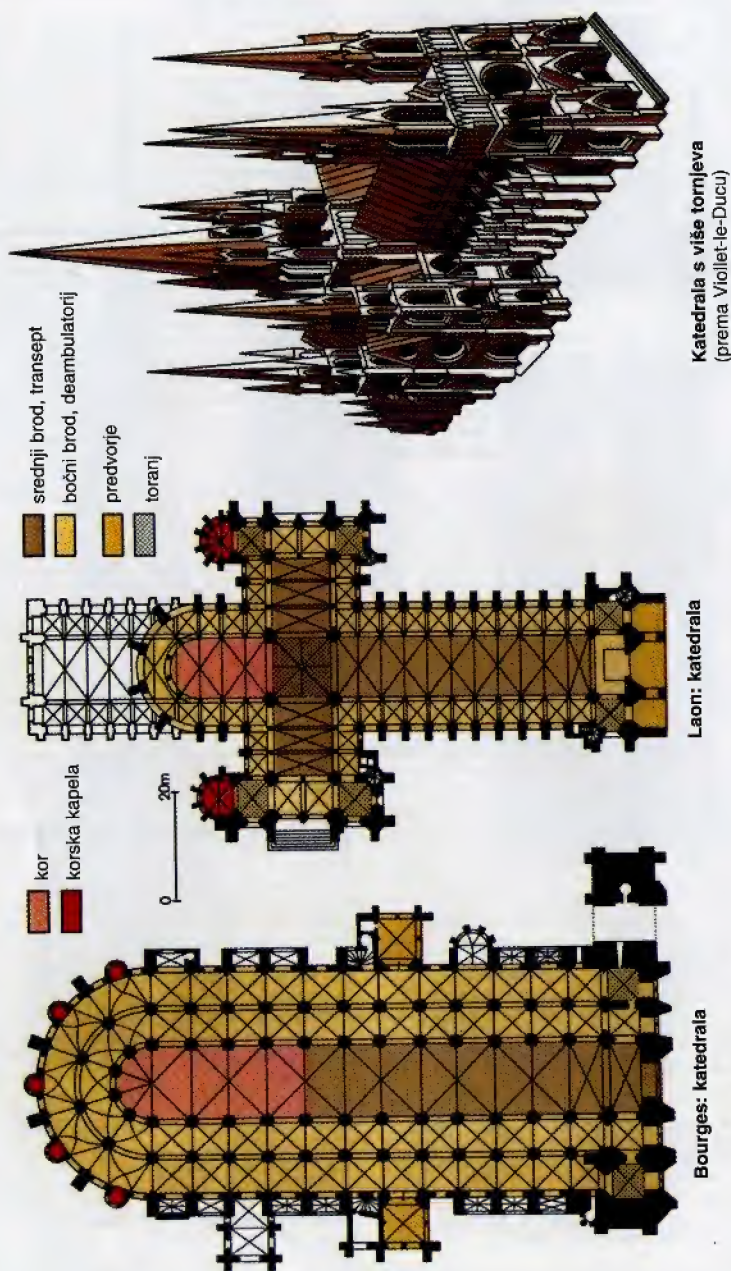 srednji brod, transept
bočni brod, deambulatorij
predvorje
toranj
kor
korska kapela
0
20m
Bourges: katedrala
Laon: katedrala
Katedrala s više tornjeva
(prema Viollet-le-Ducu)